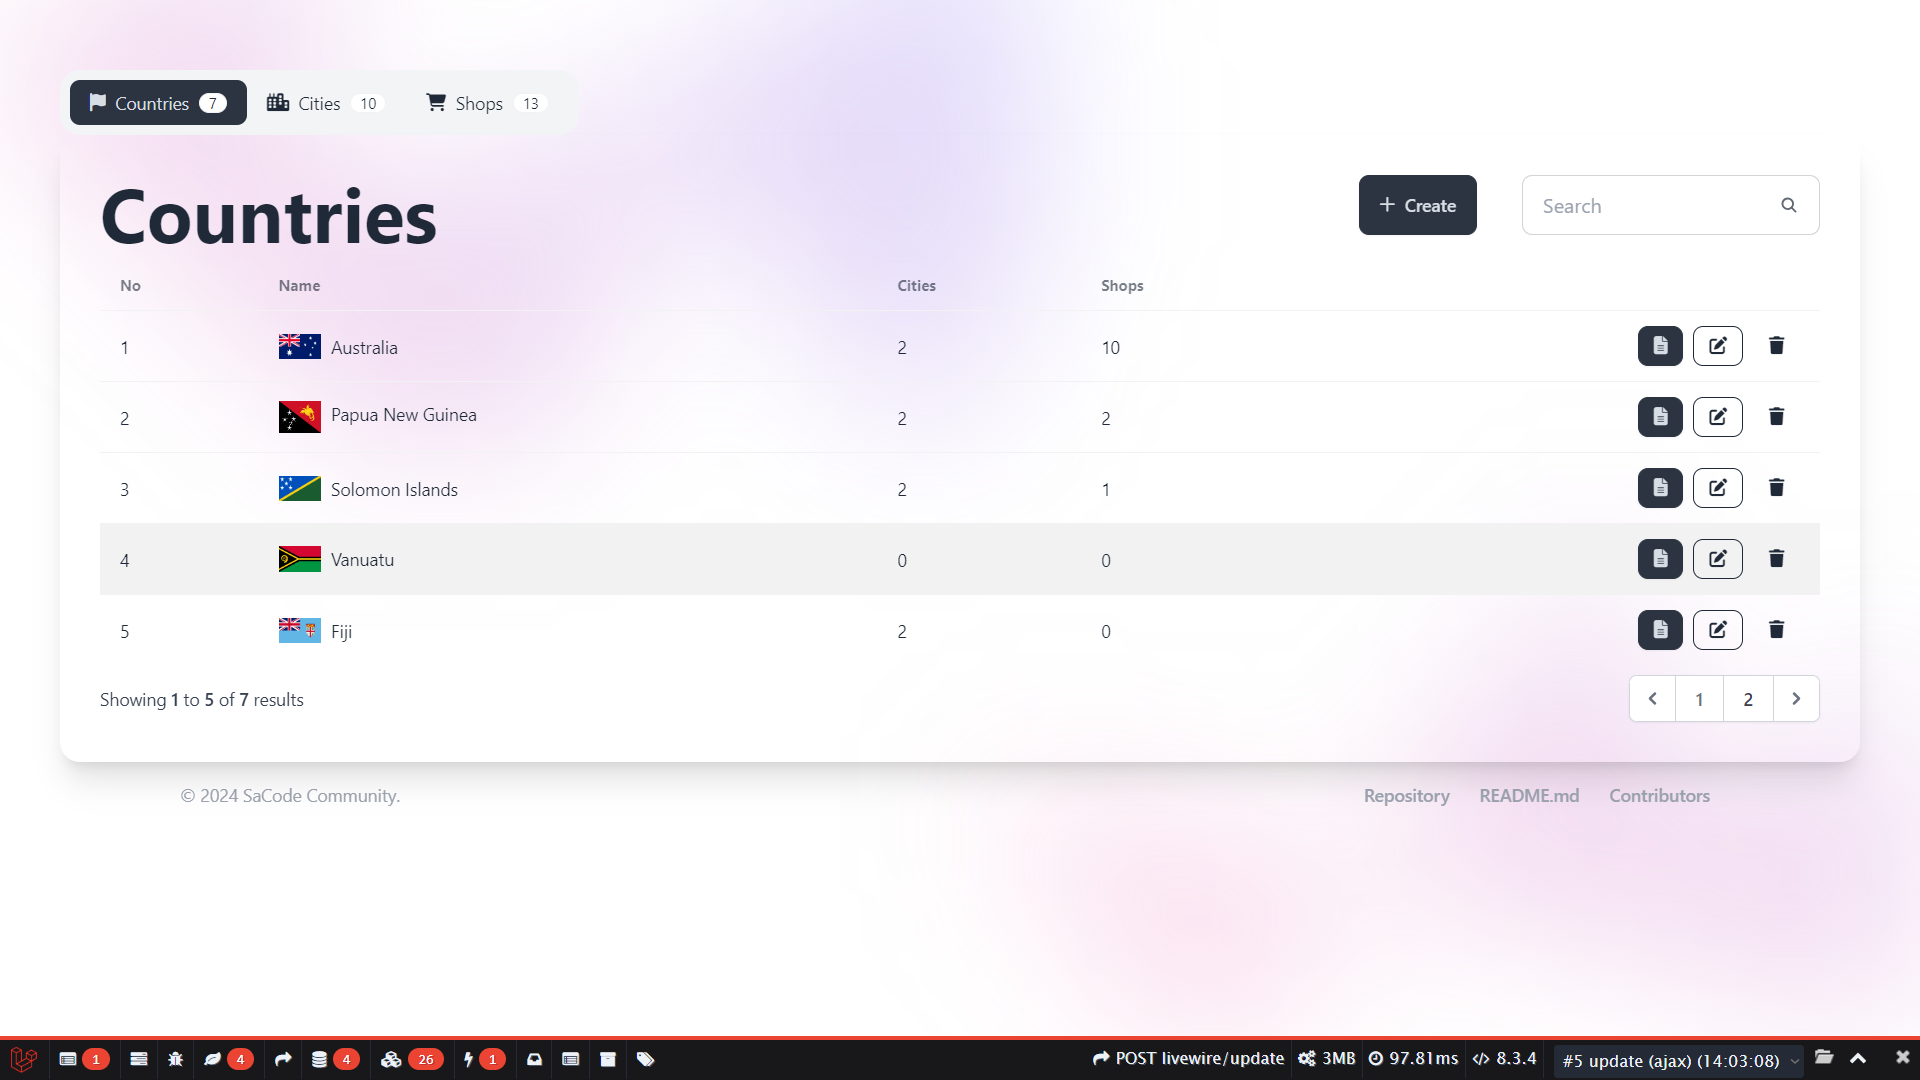 Countries 7 Cities 10 Shops 13
Countries
+ Create
Search
No Name Cities Shops
1 Australia 2 10
2 Papua New Guinea 2 2
3 Solomon Islands 2 1
4 Vanuatu 0 0
5 Fiji 2 0
Showing 1 to 5 of 7 results
1 2
© 2024 SaCode Community.
Repository README.md Contributors
1 4 4 26 1 POST livewire/update 3MB 97.81ms 8.3.4 #5 update (ajax) (14:03:08)